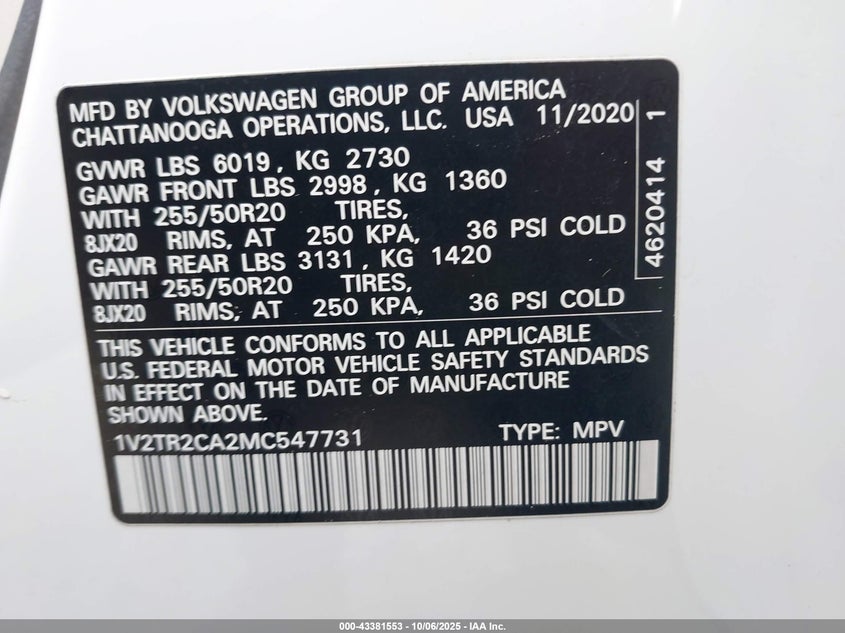 MFD BY VOLKSWAGEN GROUP OF AMERICA
CHATTANOOGA OPERATIONS, LLC. USA 11/2020
GVWR LBS 6019, KG 2730
GAWR FRONT LBS 2998, KG 1360
WITH 255/50R20 TIRES,
8JX20 RIMS, AT 250 KPA, 36 PSI COLD
GAWR REAR LBS 3131, KG 1420
WITH 255/50R20 TIRES,
8JX20 RIMS, AT 250 KPA, 36 PSI COLD
4620414 1
THIS VEHICLE CONFORMS TO ALL APPLICABLE
U.S. FEDERAL MOTOR VEHICLE SAFETY STANDARDS
IN EFFECT ON THE DATE OF MANUFACTURE
SHOWN ABOVE.
1V2TR2CA2MC547731 TYPE: MPV
000-43381553 - 10/06/2025 - IAA Inc.